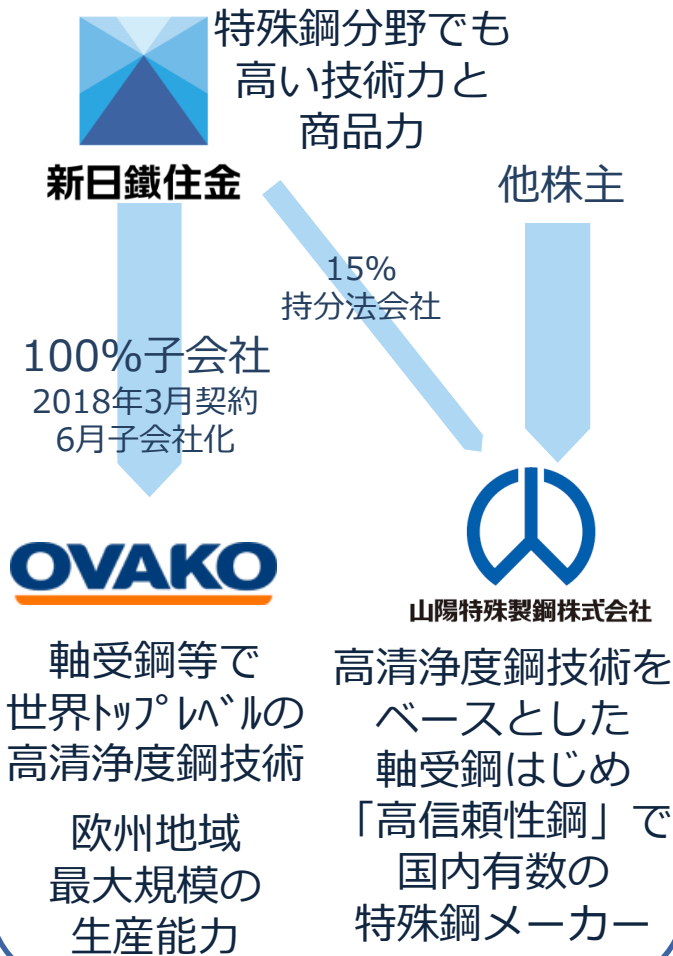 特殊鋼分野でも
高い技術力と
商品力
新日鐵住金
他株主
15%
持分法会社
100%子会社
2018年3月契約
6月子会社化
OVAKO
軸受鋼等で
世界ﾄｯﾌﾟﾚﾍﾞﾙの
高清浄度鋼技術
欧州地域
最大規模の
生産能力
山陽特殊製鋼株式会社
高清浄度鋼技術を
ベースとした
軸受鋼はじめ
「高信頼性鋼」で
国内有数の
特殊鋼メーカー